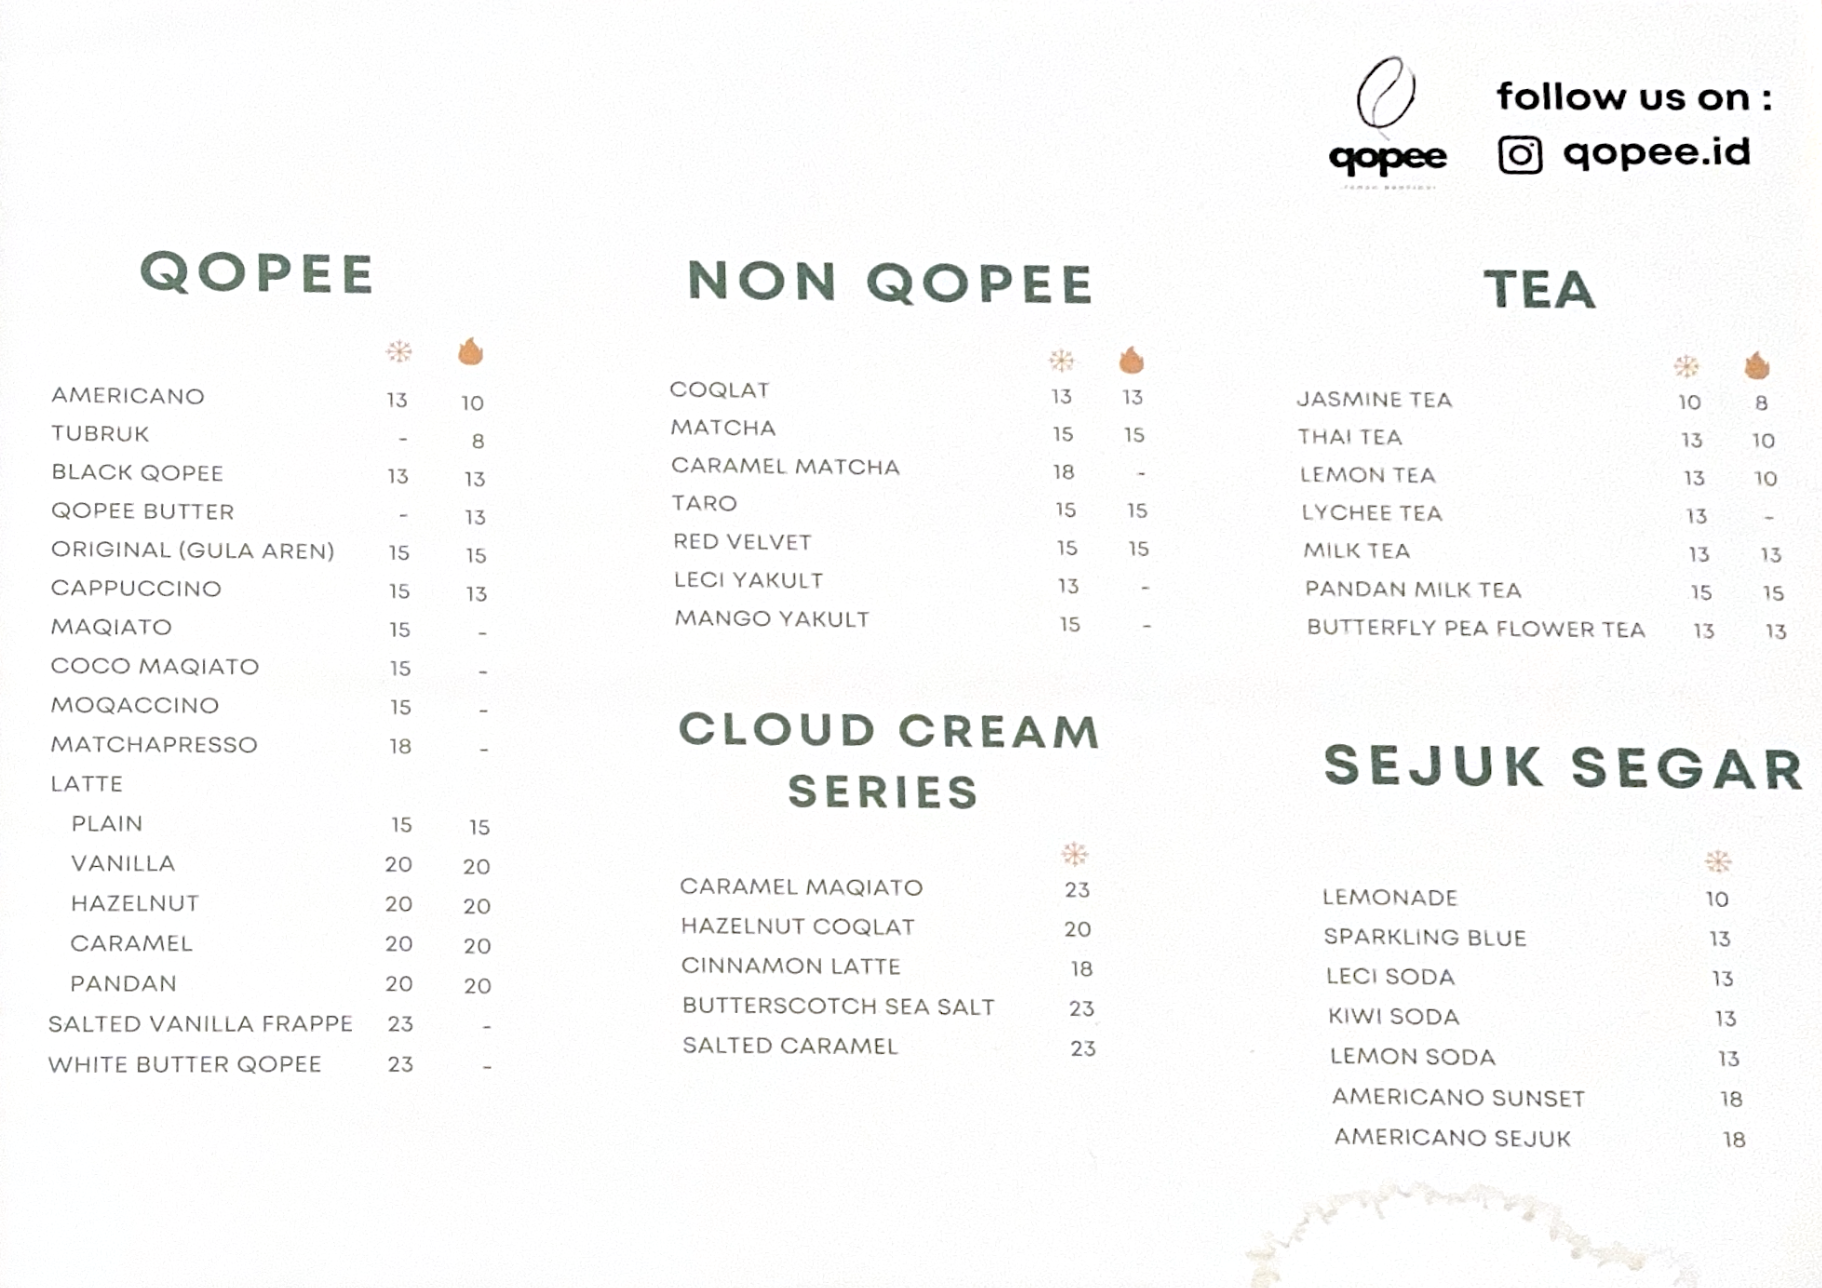 qopee
follow us on :
qopee.id
QOPEE
AMERICANO 13 10
TUBRUK - 8
BLACK QOPEE 13 13
QOPEE BUTTER - 13
ORIGINAL (GULA AREN) 15 15
CAPPUCCINO 15 13
MAQIATO 15 -
COCO MAQIATO 15 -
MOQACCINO 15 -
MATCHAPRESSO 18 -
LATTE
PLAIN 15 15
VANILLA 20 20
HAZELNUT 20 20
CARAMEL 20 20
PANDAN 20 20
SALTED VANILLA FRAPPE 23 -
WHITE BUTTER QOPEE 23 -
NON QOPEE
COQLAT 13 13
MATCHA 15 15
CARAMEL MATCHA 18 -
TARO 15 15
RED VELVET 15 15
LECI YAKULT 13 -
MANGO YAKULT 15 -
CLOUD CREAM
SERIES
CARAMEL MAQIATO 23
HAZELNUT COQLAT 20
CINNAMON LATTE 18
BUTTERSCOTCH SEA SALT 23
SALTED CARAMEL 23
TEA
JASMINE TEA 10 8
THAI TEA 13 10
LEMON TEA 13 10
LYCHEE TEA 13 -
MILK TEA 13 13
PANDAN MILK TEA 15 15
BUTTERFLY PEA FLOWER TEA 13 13
SEJUK SEGAR
LEMONADE 10
SPARKLING BLUE 13
LECI SODA 13
KIWI SODA 13
LEMON SODA 13
AMERICANO SUNSET 18
AMERICANO SEJUK 18